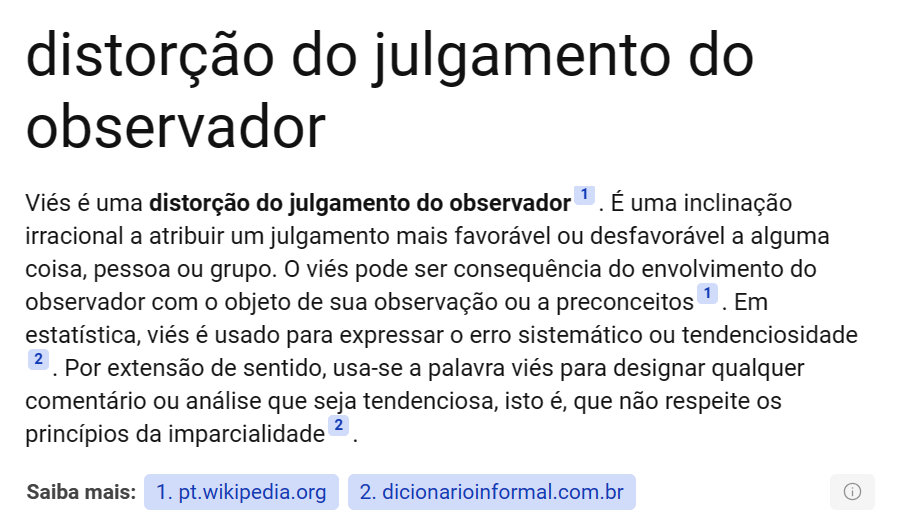 distorção do julgamento do
observador
Viés é uma distorção do julgamento do observador 1 . É uma inclinação
irracional a atribuir um julgamento mais favorável ou desfavorável a alguma
coisa, pessoa ou grupo. O viés pode ser consequência do envolvimento do
observador com o objeto de sua observação ou a preconceitos 1 . Em
estatística, viés é usado para expressar o erro sistemático ou tendenciosidade
2 . Por extensão de sentido, usa-se a palavra viés para designar qualquer
comentário ou análise que seja tendenciosa, isto é, que não respeite os
princípios da imparcialidade 2 .
Saiba mais: 1. pt.wikipedia.org 2. dicionarioinformal.com.br